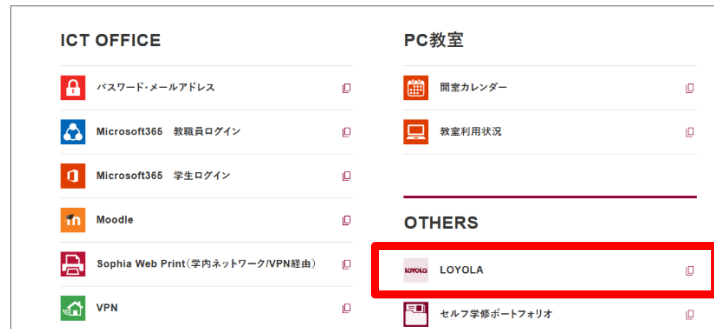 ICT OFFICE
パスワード・メールアドレス
Microsoft365　教職員ログイン
Microsoft365　学生ログイン
Moodle
Sophia Web Print(学内ネットワーク/VPN経由)
VPN
PC教室
開室カレンダー
教室利用状況
OTHERS
LOYOLA
LOYOLA
セルフ学修ポートフォリオ